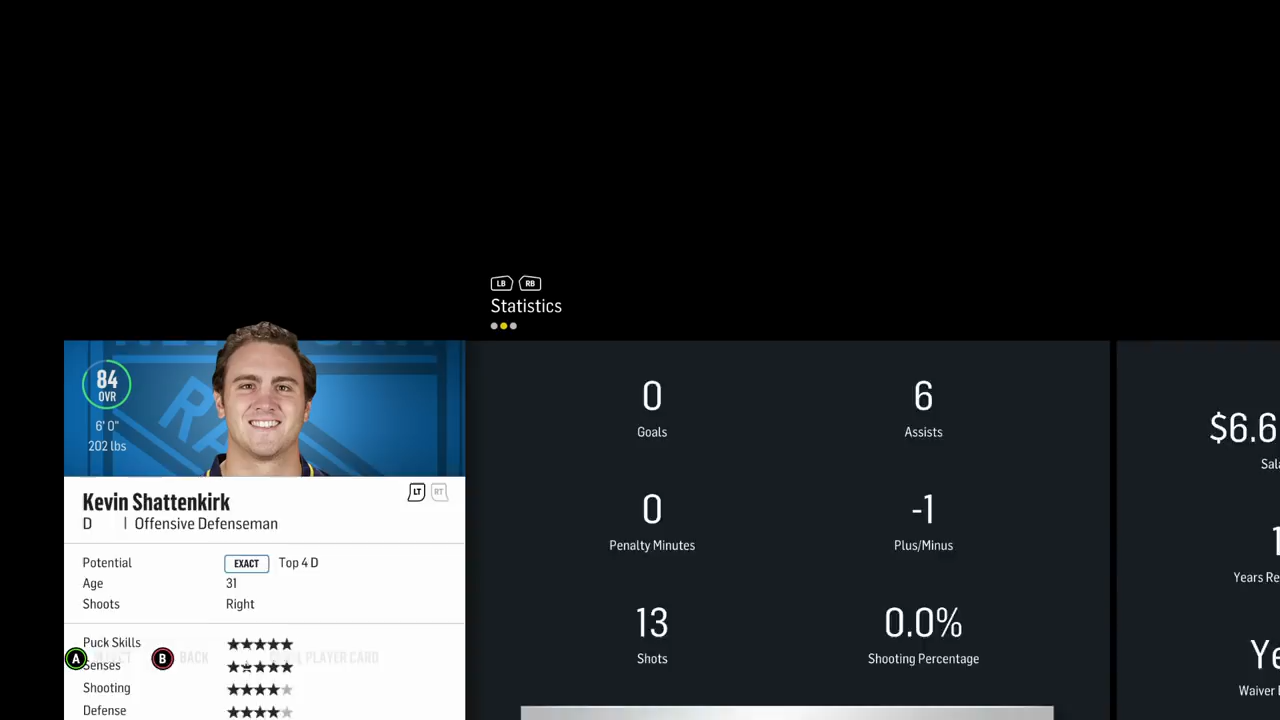 LB RB
Statistics
84
OVR
6' 0"
202 lbs
Kevin Shattenkirk
LT RT
D | Offensive Defenseman
Potential EXACT Top 4 D
Age 31
Shoots Right
Puck Skills
Senses
Shooting
Defense
A
B BACK
PLAYER CARD
0
Goals
6
Assists
0
Penalty Minutes
-1
Plus/Minus
13
Shots
0.0%
Shooting Percentage
$6.6
Sala
1
Years Re
Ye
Waiver